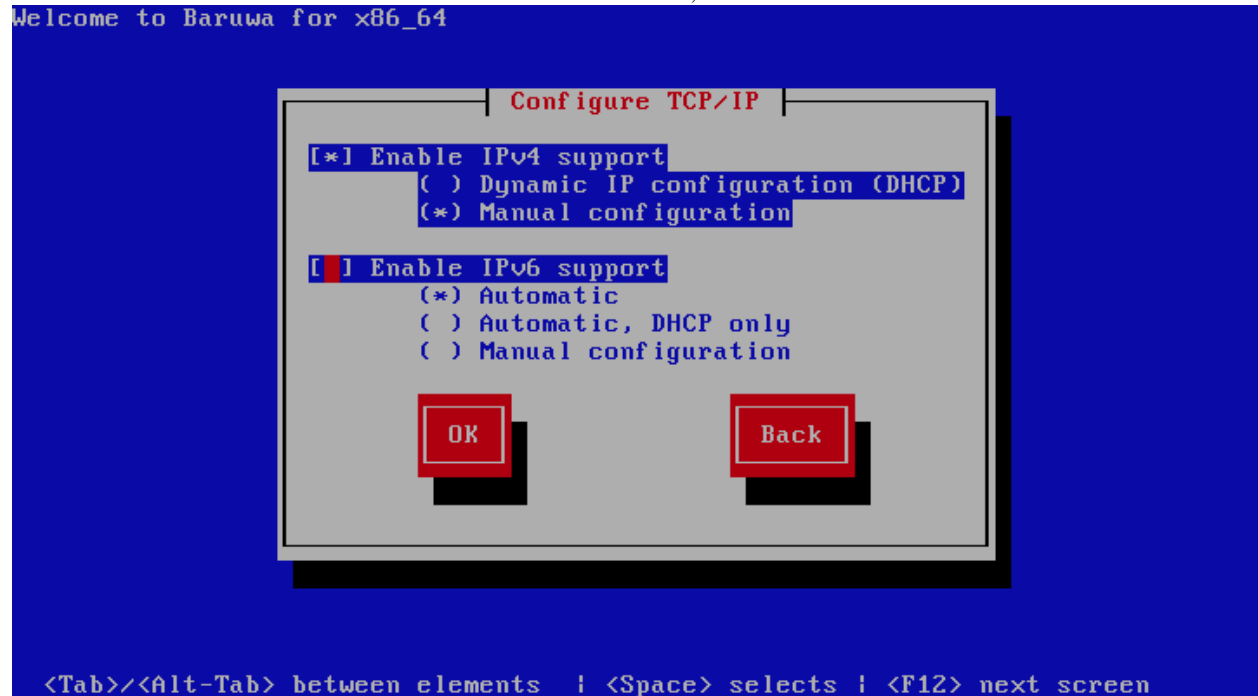 Welcome to Baruwa for x86_64
Configure TCP/IP
[*] Enable IPv4 support
( ) Dynamic IP configuration (DHCP)
(*) Manual configuration
[ ] Enable IPv6 support
(*) Automatic
( ) Automatic, DHCP only
( ) Manual configuration
OK Back
<Tab>/<Alt-Tab> between elements | <Space> selects | <F12> next screen